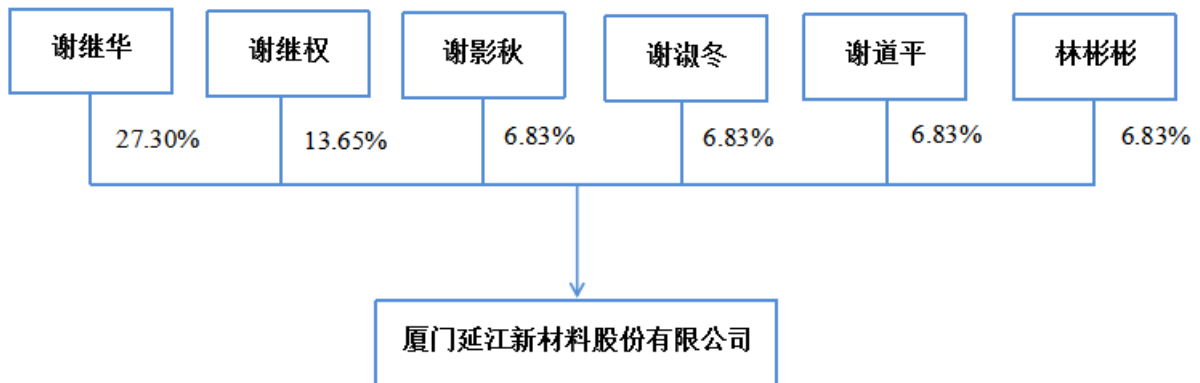 谢继华
谢继权
谢影秋
谢淑冬
谢道平
林彬彬
27.30%
13.65%
6.83%
6.83%
6.83%
6.83%
厦门延江新材料股份有限公司